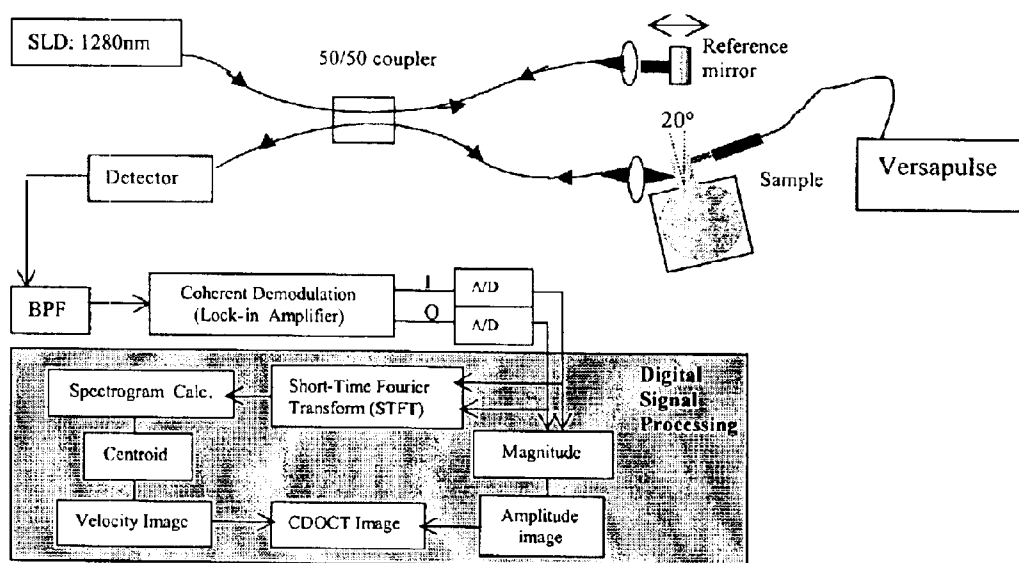 SLD: 1280nm
50/50 coupler
Reference
mirror
20°
Detector
Sample
Versapulse
BPF
Coherent Demodulation
(Lock-in Amplifier)
I
Q
A/D
A/D
Digital
Signal
Processing
Spectrogram Calc.
Short-Time Fourier
Transform (STFT)
Centroid
Magnitude
Velocity Image
CDOCT Image
Amplitude
image